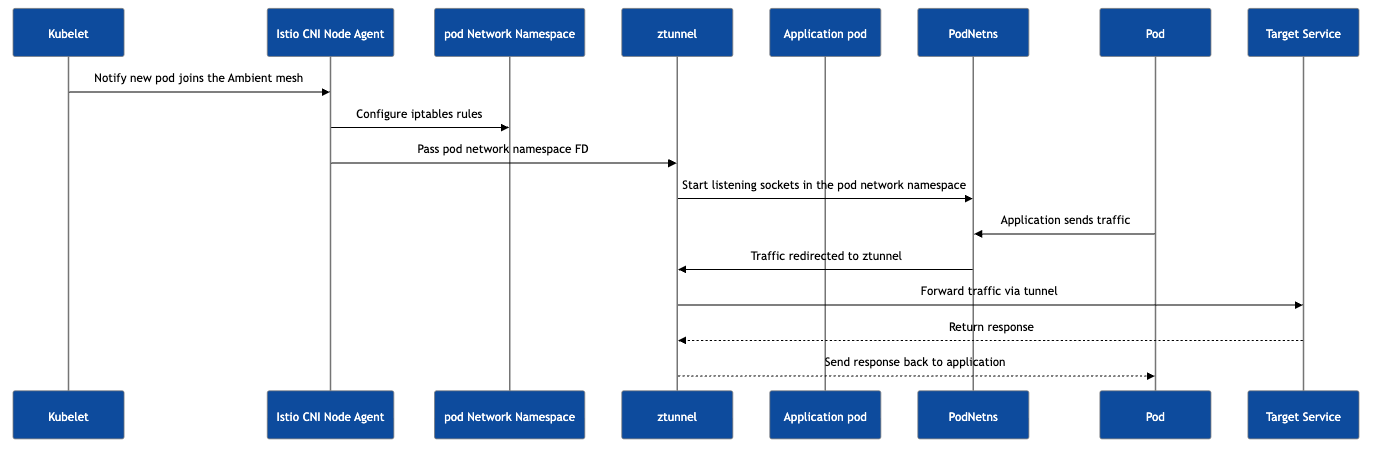 Kubelet
Istio CNI Node Agent
pod Network Namespace
ztunnel
Application pod
PodNetns
Pod
Target Service
Notify new pod joins the Ambient mesh
Configure iptables rules
Pass pod network namespace FD
Start listening sockets in the pod network namespace
Application sends traffic
Traffic redirected to ztunnel
Forward traffic via tunnel
Return response
Send response back to application
Kubelet
Istio CNI Node Agent
pod Network Namespace
ztunnel
Application pod
PodNetns
Pod
Target Service